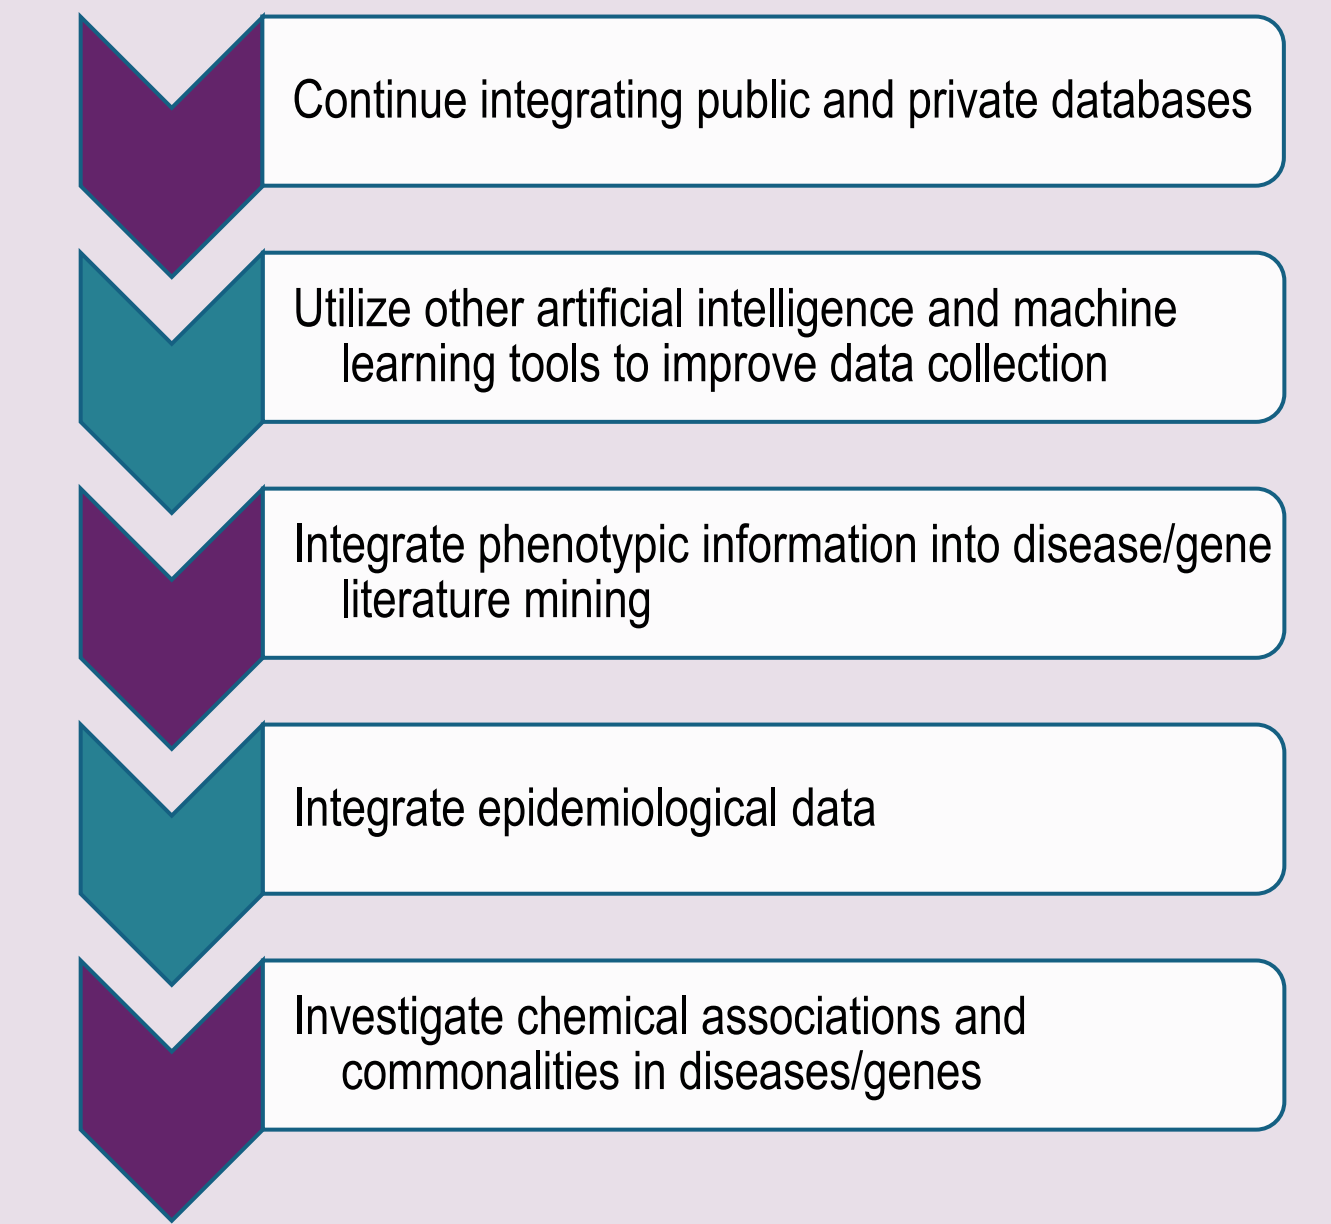 Continue integrating public and private databases
Utilize other artificial intelligence and machine
learning tools to improve data collection
Integrate phenotypic information into disease/gene
literature mining
Integrate epidemiological data
Investigate chemical associations and
commonalities in diseases/genes